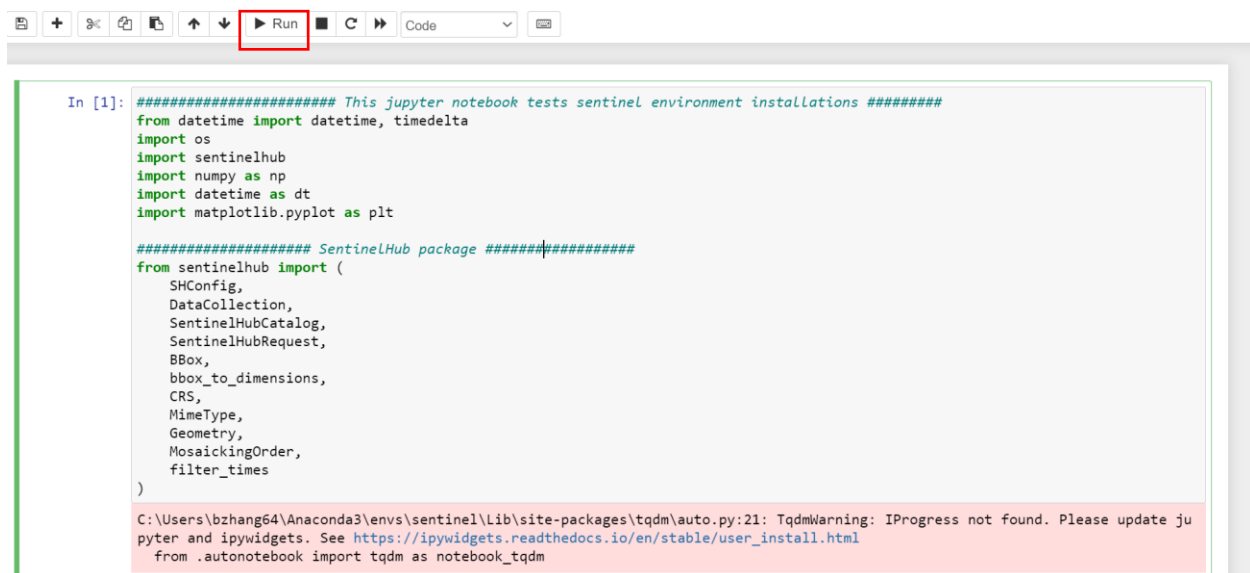 Run
Code
In [1]:
######################## This jupyter notebook tests sentinel environment installations #########
from datetime import datetime, timedelta
import os
import sentinelhub
import numpy as np
import datetime as dt
import matplotlib.pyplot as plt
##################### SentinelHub package ##################
from sentinelhub import (
SHConfig,
DataCollection,
SentinelHubCatalog,
SentinelHubRequest,
BBox,
bbox_to_dimensions,
CRS,
MimeType,
Geometry,
MosaickingOrder,
filter_times
)
C:\Users\bzhang64\Anaconda3\envs\sentinel\Lib\site-packages\tqdm\auto.py:21: TqdmWarning: IProgress not found. Please update ju
pyter and ipywidgets. See https://ipywidgets.readthedocs.io/en/stable/user_install.html
from .autonotebook import tqdm as notebook_tqdm